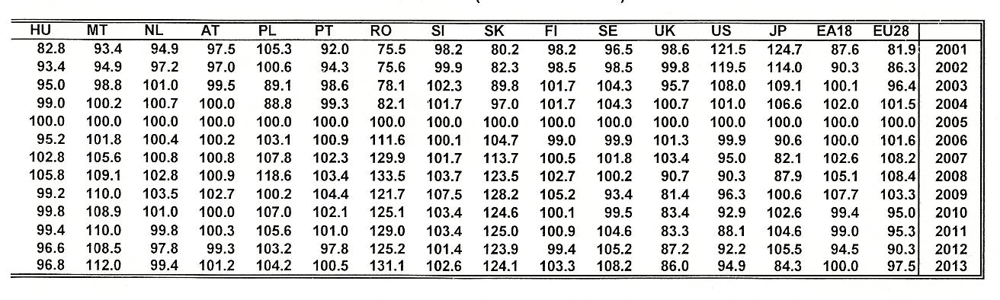 HU MT NL AT PL PT RO SI SK FI SE UK US JP EA18 EU28
82.8 93.4 94.9 97.5 105.3 92.0 75.5 98.2 80.2 98.2 96.5 98.6 121.5 124.7 87.6 81.9 2001
93.4 94.9 97.2 97.0 100.6 94.3 75.6 99.9 82.3 98.5 98.5 99.8 119.5 114.0 90.3 86.3 2002
95.0 98.8 101.0 99.5 89.1 98.6 78.1 102.3 89.8 101.7 104.3 95.7 108.0 109.1 100.1 96.4 2003
99.0 100.2 100.7 100.0 88.8 99.3 82.1 101.7 97.0 101.7 104.3 100.7 101.0 106.6 102.0 101.5 2004
100.0 100.0 100.0 100.0 100.0 100.0 100.0 100.0 100.0 100.0 100.0 100.0 100.0 100.0 100.0 100.0 2005
95.2 101.8 100.4 100.2 103.1 100.9 111.6 100.1 104.7 99.0 99.9 101.3 99.9 90.6 100.0 101.6 2006
102.8 105.6 100.8 100.8 107.8 102.3 129.9 101.7 113.7 100.5 101.8 103.4 95.0 82.1 102.6 108.2 2007
105.8 109.1 102.8 100.9 118.6 103.4 133.5 103.7 123.5 102.7 100.2 90.7 90.3 87.9 105.1 108.4 2008
99.2 110.0 103.5 102.7 100.2 104.4 121.7 107.5 128.2 105.2 93.4 81.4 96.3 100.6 107.7 103.3 2009
99.8 108.9 101.0 100.0 107.0 102.1 125.1 103.4 124.6 100.1 99.5 83.4 92.9 102.6 99.4 95.0 2010
99.4 110.0 99.8 100.3 105.6 101.0 129.0 103.4 125.0 100.9 104.6 83.3 88.1 104.6 99.0 95.3 2011
96.6 108.5 97.8 99.3 103.2 97.8 125.2 101.4 123.9 99.4 105.2 87.2 92.2 105.5 94.5 90.3 2012
96.8 112.0 99.4 101.2 104.2 100.5 131.1 102.6 124.1 103.3 108.2 86.0 94.9 84.3 100.0 97.5 2013